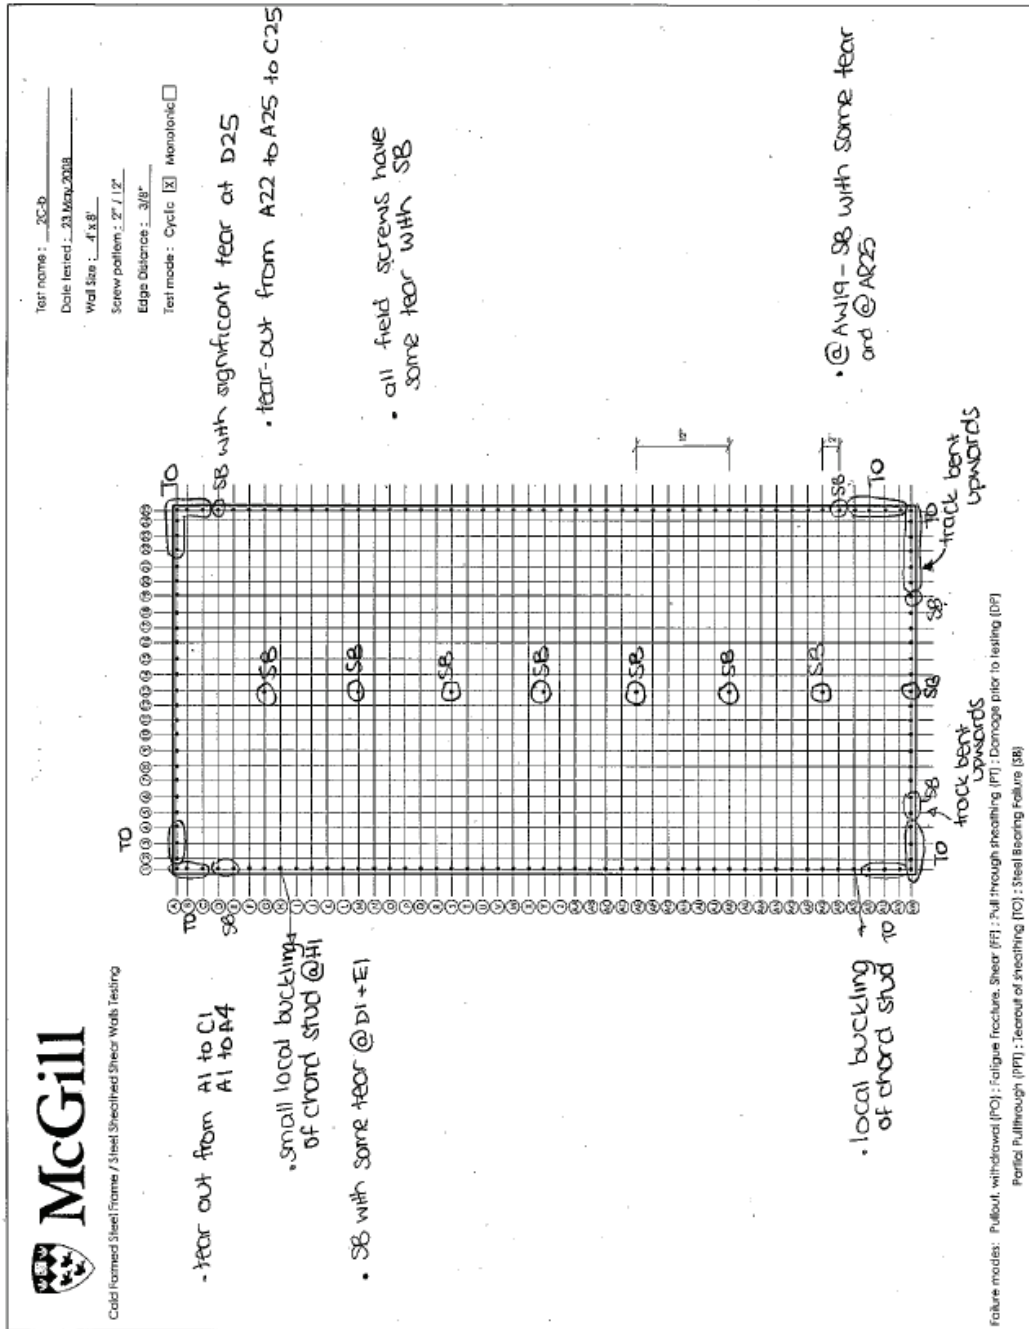 McGill
Cold Formed Steel Frame / Steel Sheathed Shear Walls Testing
Test name : 2C-b
Date tested : 23 May 2008
Wall Size : 4' x 8'
Screw pattern : 2" / 12"
Edge Distance : 3/8"
Test mode : Cyclic [X] Monotonic
- tear out from A1 to C1
A1 to A4
• small local buckling
of chord stud @H1
• SB with some tear @D1+E1
• local buckling
of chord stud
TO
TO
SB
TO
SB with significant tear at D25
• tear-out from A22 to A25 to C25
• all field screws have
some tear with SB
• @AW19 - SB with some tear
and @AR25
SB
SB
SB
SB
SB
SB
SB
12"
2"
SB
TO
TO
TO
SB
track bent
upwards
SB
SB
TO
track bent
upwards
Failure modes: Pullout, withdrawal (PO) ; Fatigue Fracture, Shear (FF) ; Pull through sheathing (PT) ; Damage prior to testing (DP)
Partial Pullthrough (PPT) ; Tearout of sheathing (TO) ; Steel Bearing Failure (SB)